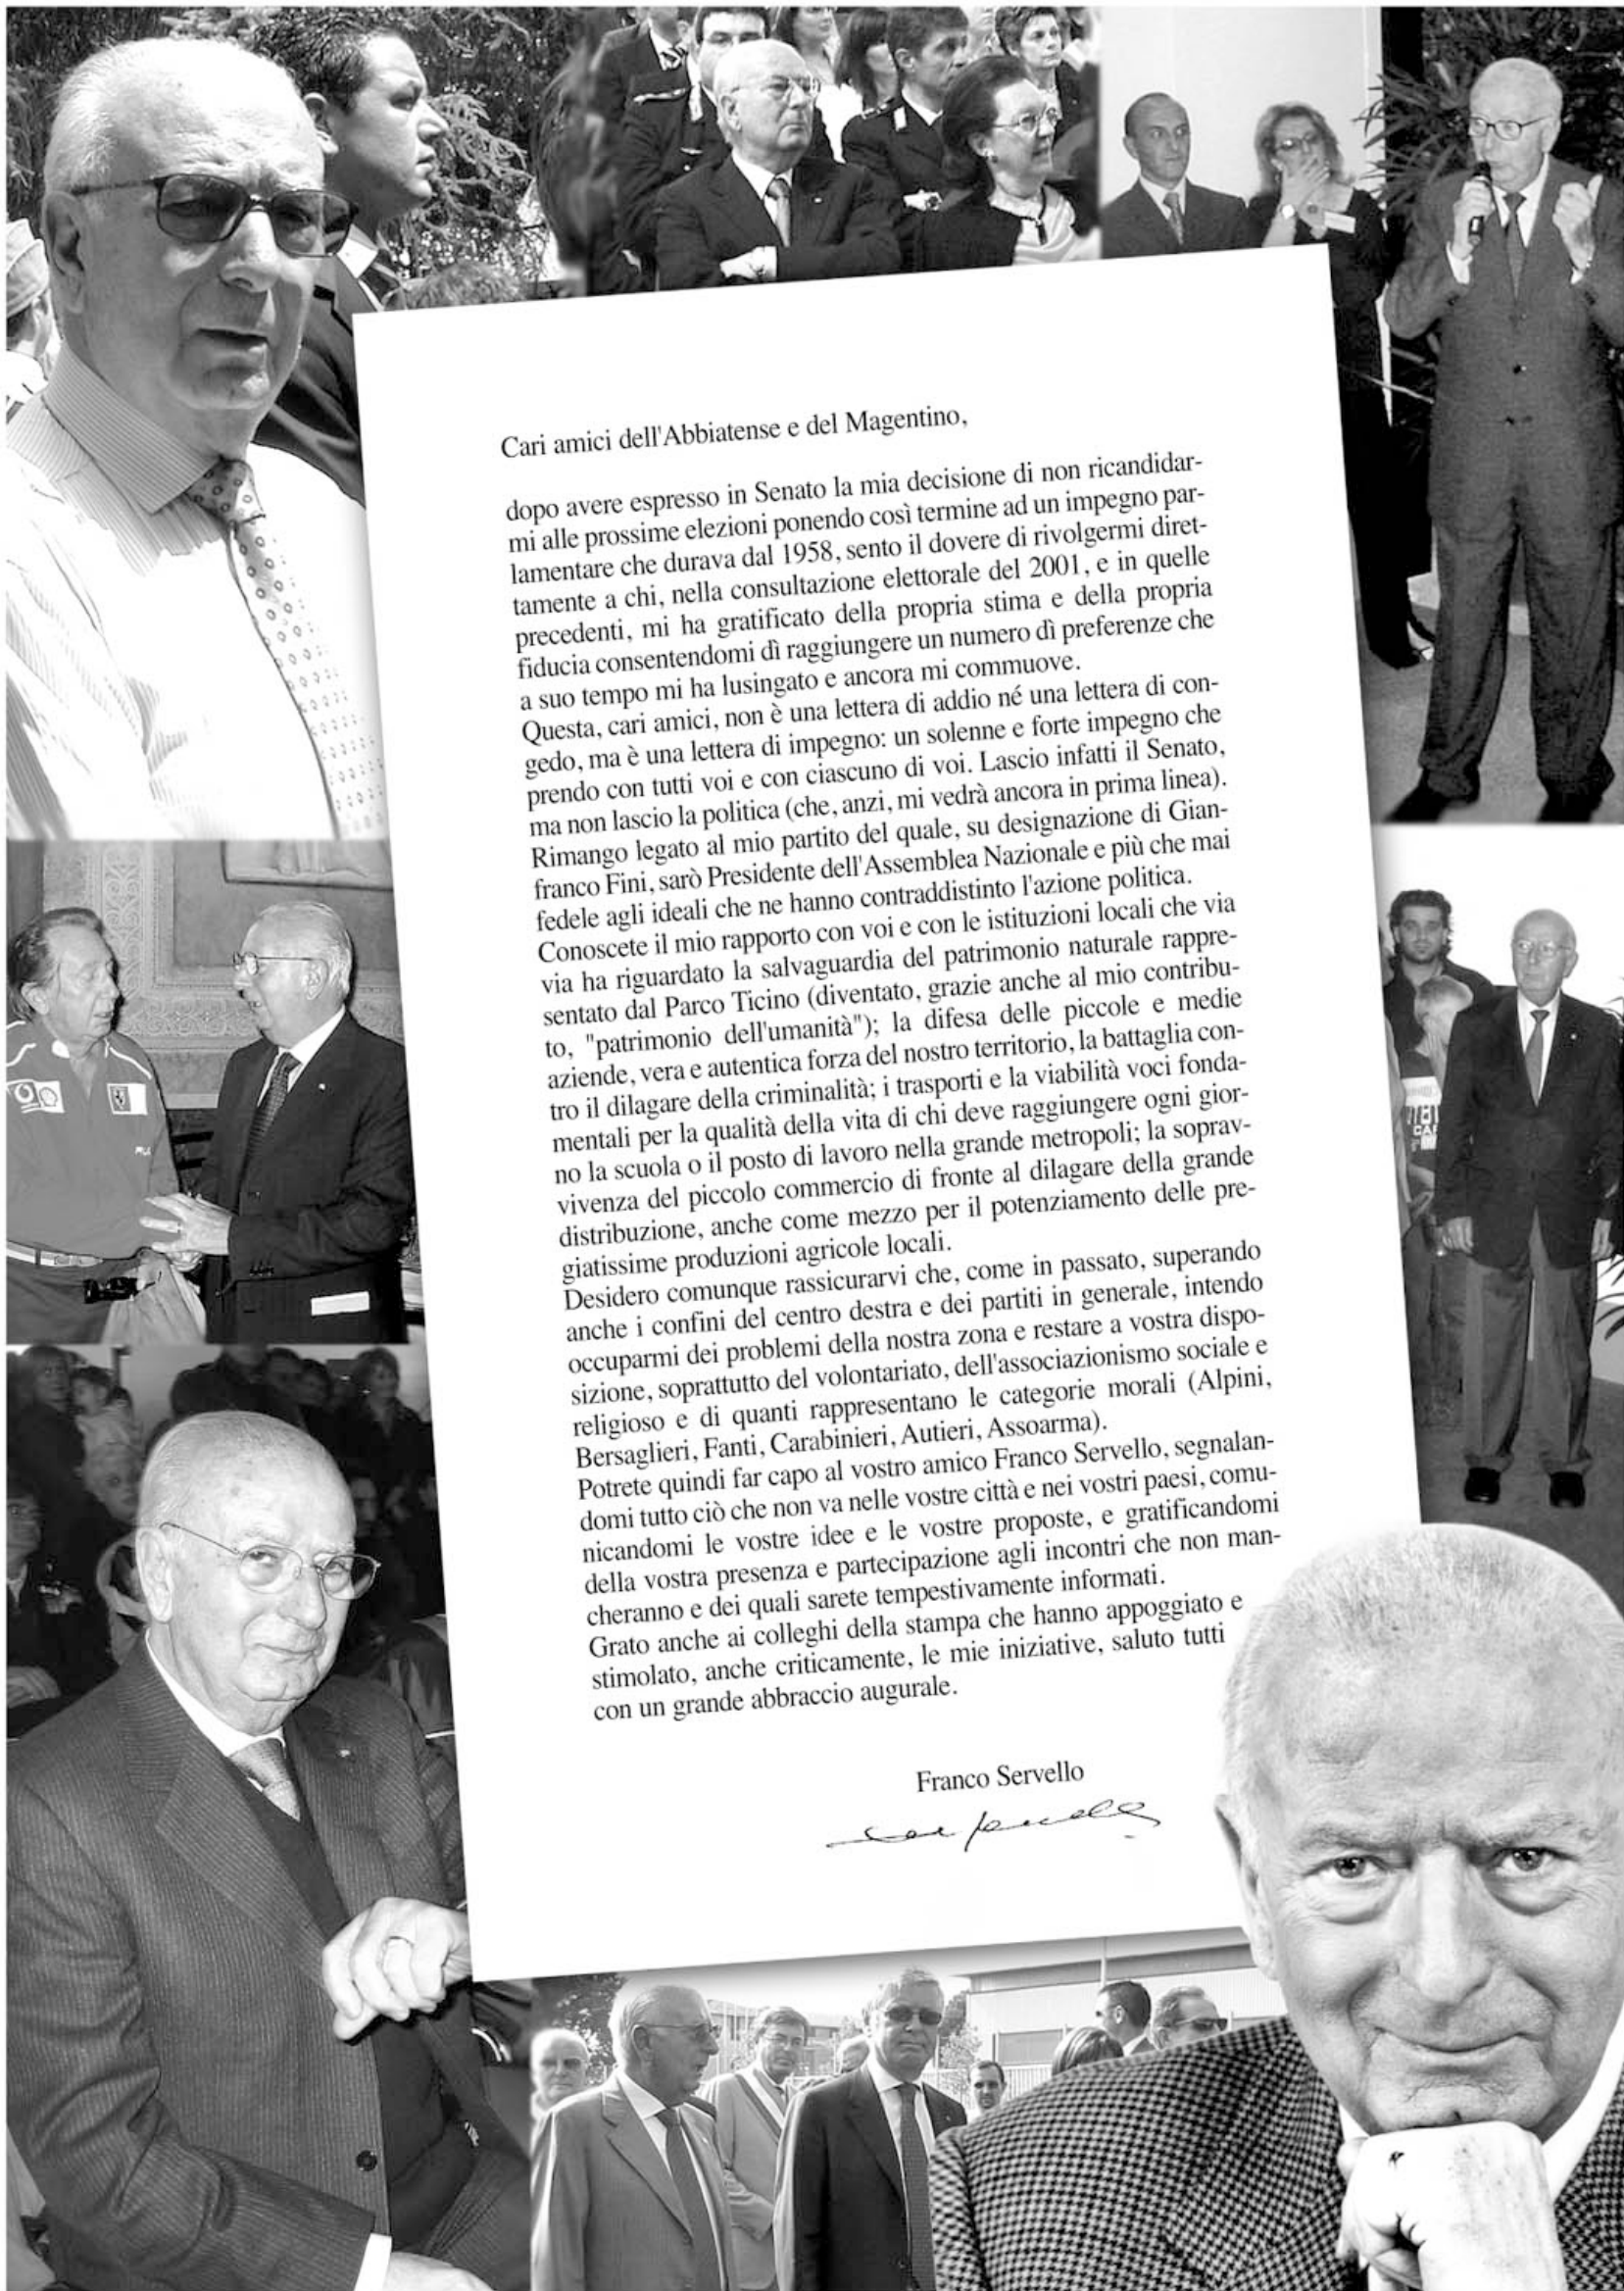 Cari amici dell'Abbiatense e del Magentino,
dopo avere espresso in Senato la mia decisione di non ricandidar-
mi alle prossime elezioni ponendo così termine ad un impegno par-
lamentare che durava dal 1958, sento il dovere di rivolgermi diret-
tamente a chi, nella consultazione elettorale del 2001, e in quelle
precedenti, mi ha gratificato della propria stima e della propria
fiducia consentendomi dì raggiungere un numero dì preferenze che
a suo tempo mi ha lusingato e ancora mi commuove.
Questa, cari amici, non è una lettera di addio né una lettera di con-
gedo, ma è una lettera di impegno: un solenne e forte impegno che
prendo con tutti voi e con ciascuno di voi. Lascio infatti il Senato,
ma non lascio la politica (che, anzi, mi vedrà ancora in prima linea).
Rimango legato al mio partito del quale, su designazione di Gian-
franco Fini, sarò Presidente dell'Assemblea Nazionale e più che mai
fedele agli ideali che ne hanno contraddistinto l'azione politica.
Conoscete il mio rapporto con voi e con le istituzioni locali che via
via ha riguardato la salvaguardia del patrimonio naturale rappre-
sentato dal Parco Ticino (diventato, grazie anche al mio contribu-
to, "patrimonio dell'umanità"); la difesa delle piccole e medie
aziende, vera e autentica forza del nostro territorio, la battaglia con-
tro il dilagare della criminalità; i trasporti e la viabilità voci fonda-
mentali per la qualità della vita di chi deve raggiungere ogni gior-
no la scuola o il posto di lavoro nella grande metropoli; la soprav-
vivenza del piccolo commercio di fronte al dilagare della grande
distribuzione, anche come mezzo per il potenziamento delle pre-
giatissime produzioni agricole locali.
Desidero comunque rassicurarvi che, come in passato, superando
anche i confini del centro destra e dei partiti in generale, intendo
occuparmi dei problemi della nostra zona e restare a vostra dispo-
sizione, soprattutto del volontariato, dell'associazionismo sociale e
religioso e di quanti rappresentano le categorie morali (Alpini,
Bersaglieri, Fanti, Carabinieri, Autieri, Assoarma).
Potrete quindi far capo al vostro amico Franco Servello, segnalan-
domi tutto ciò che non va nelle vostre città e nei vostri paesi, comu-
nicandomi le vostre idee e le vostre proposte, e gratificandomi
della vostra presenza e partecipazione agli incontri che non man-
cheranno e dei quali sarete tempestivamente informati.
Grato anche ai colleghi della stampa che hanno appoggiato e
stimolato, anche criticamente, le mie iniziative, saluto tutti
con un grande abbraccio augurale.
Franco Servello